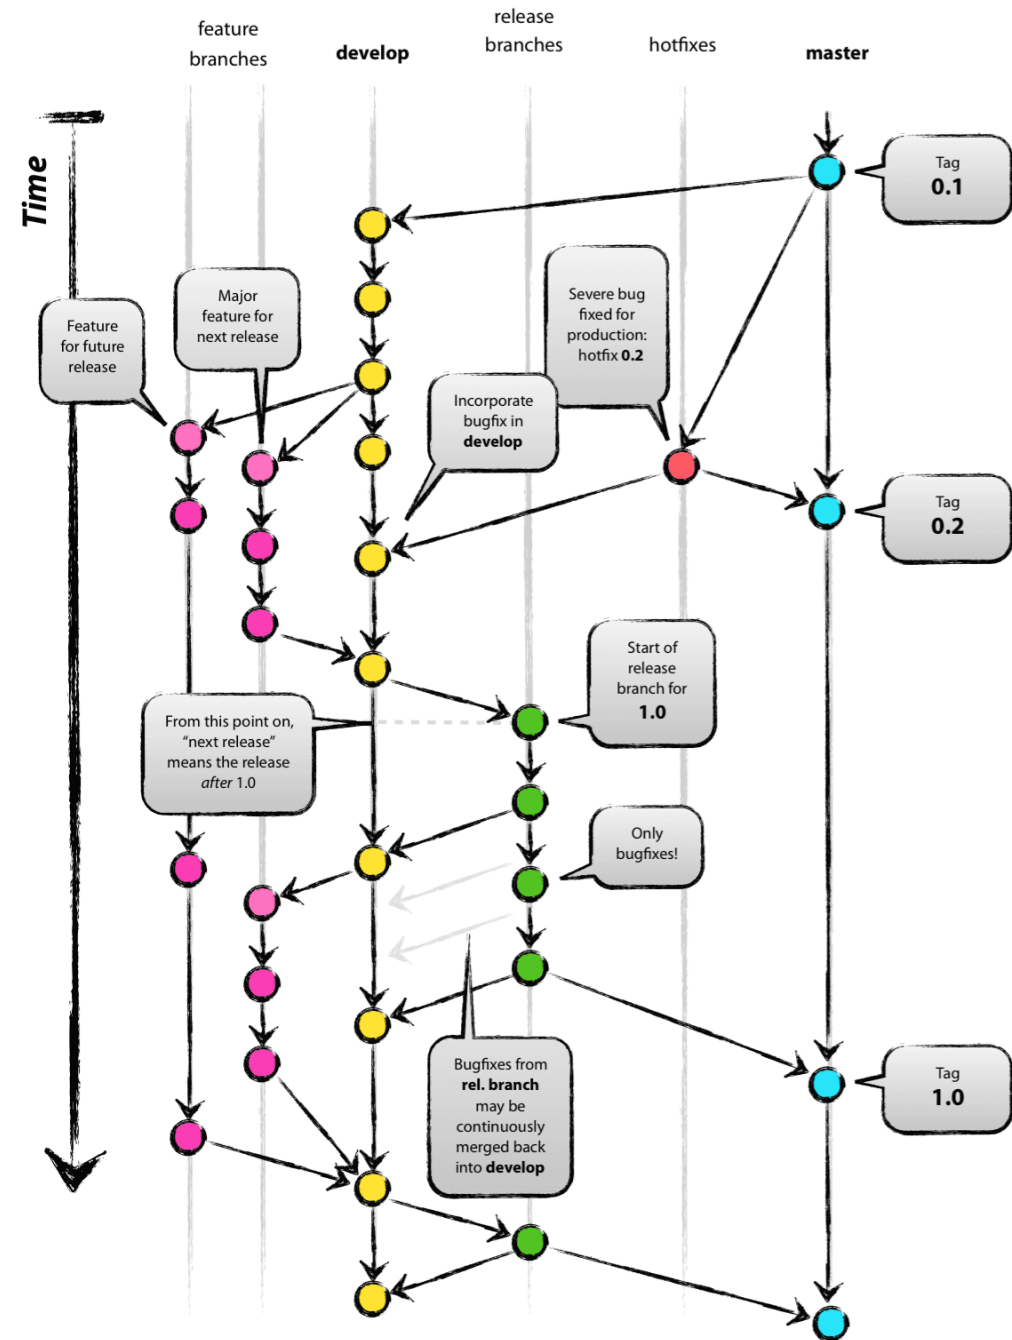 feature
branches
develop
release
branches
hotfixes
master
Time
Tag
0.1
Major
feature for
next release
Feature
for future
release
Severe bug
fixed for
production:
hotfix 0.2
Incorporate
bugfix in
develop
Tag
0.2
Start of
release
branch for
1.0
From this point on,
“next release”
means the release
after 1.0
Only
bugfixes!
Bugfixes from
rel. branch
may be
continuously
merged back
into develop
Tag
1.0